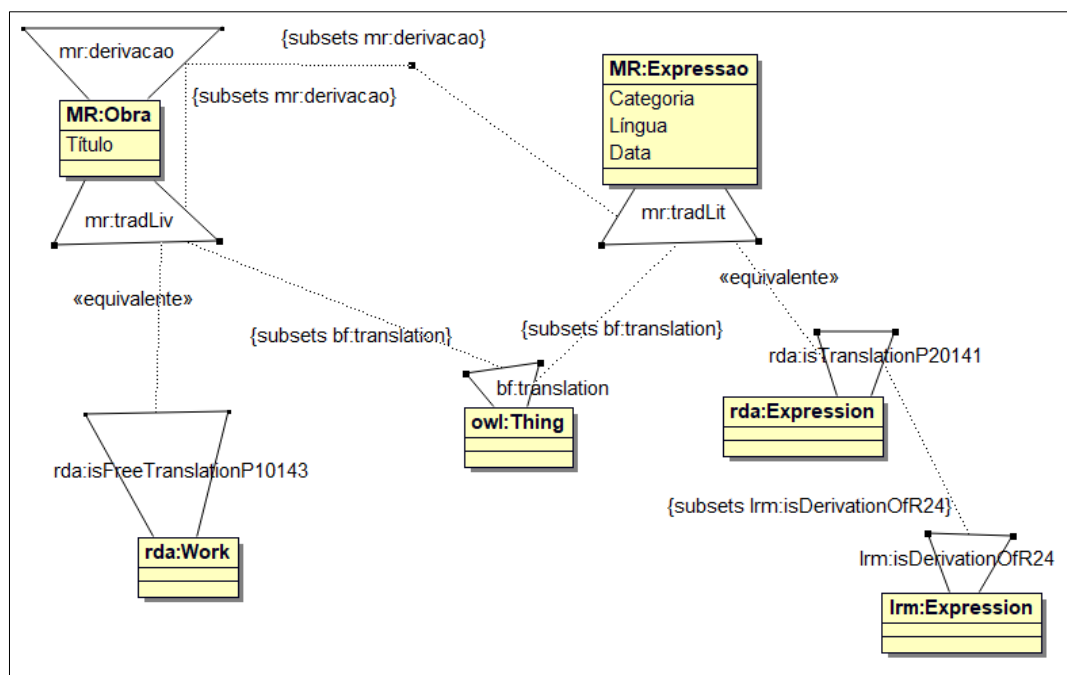 mr:derivacao
{subsets mr:derivacao}
MR:Expressao
Categoria
Língua
Data
{subsets mr:derivacao}
MR:Obra
Título
mr:tradLiv
mr:tradLit
«equivalente»
«equivalente»
{subsets bf:translation}
{subsets bf:translation}
rda:isTranslationP20141
bf:translation
owl:Thing
rda:Expression
rda:isFreeTranslationP10143
{subsets lrm:isDerivationOfR24}
rda:Work
lrm:isDerivationOfR24
lrm:Expression